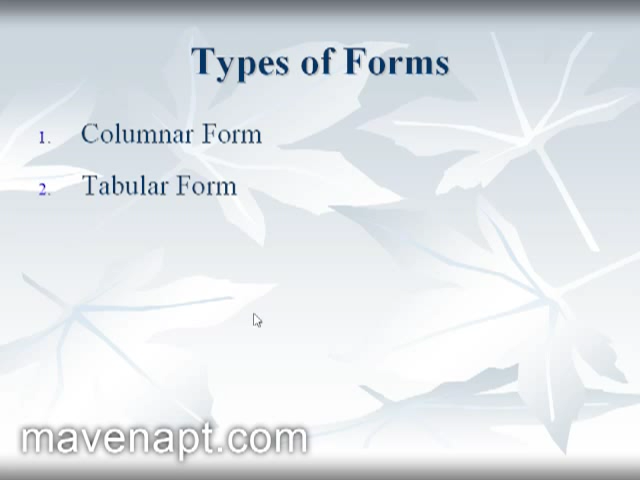 Types of Forms
1. Columnar Form
2. Tabular Form
mavenapt.com